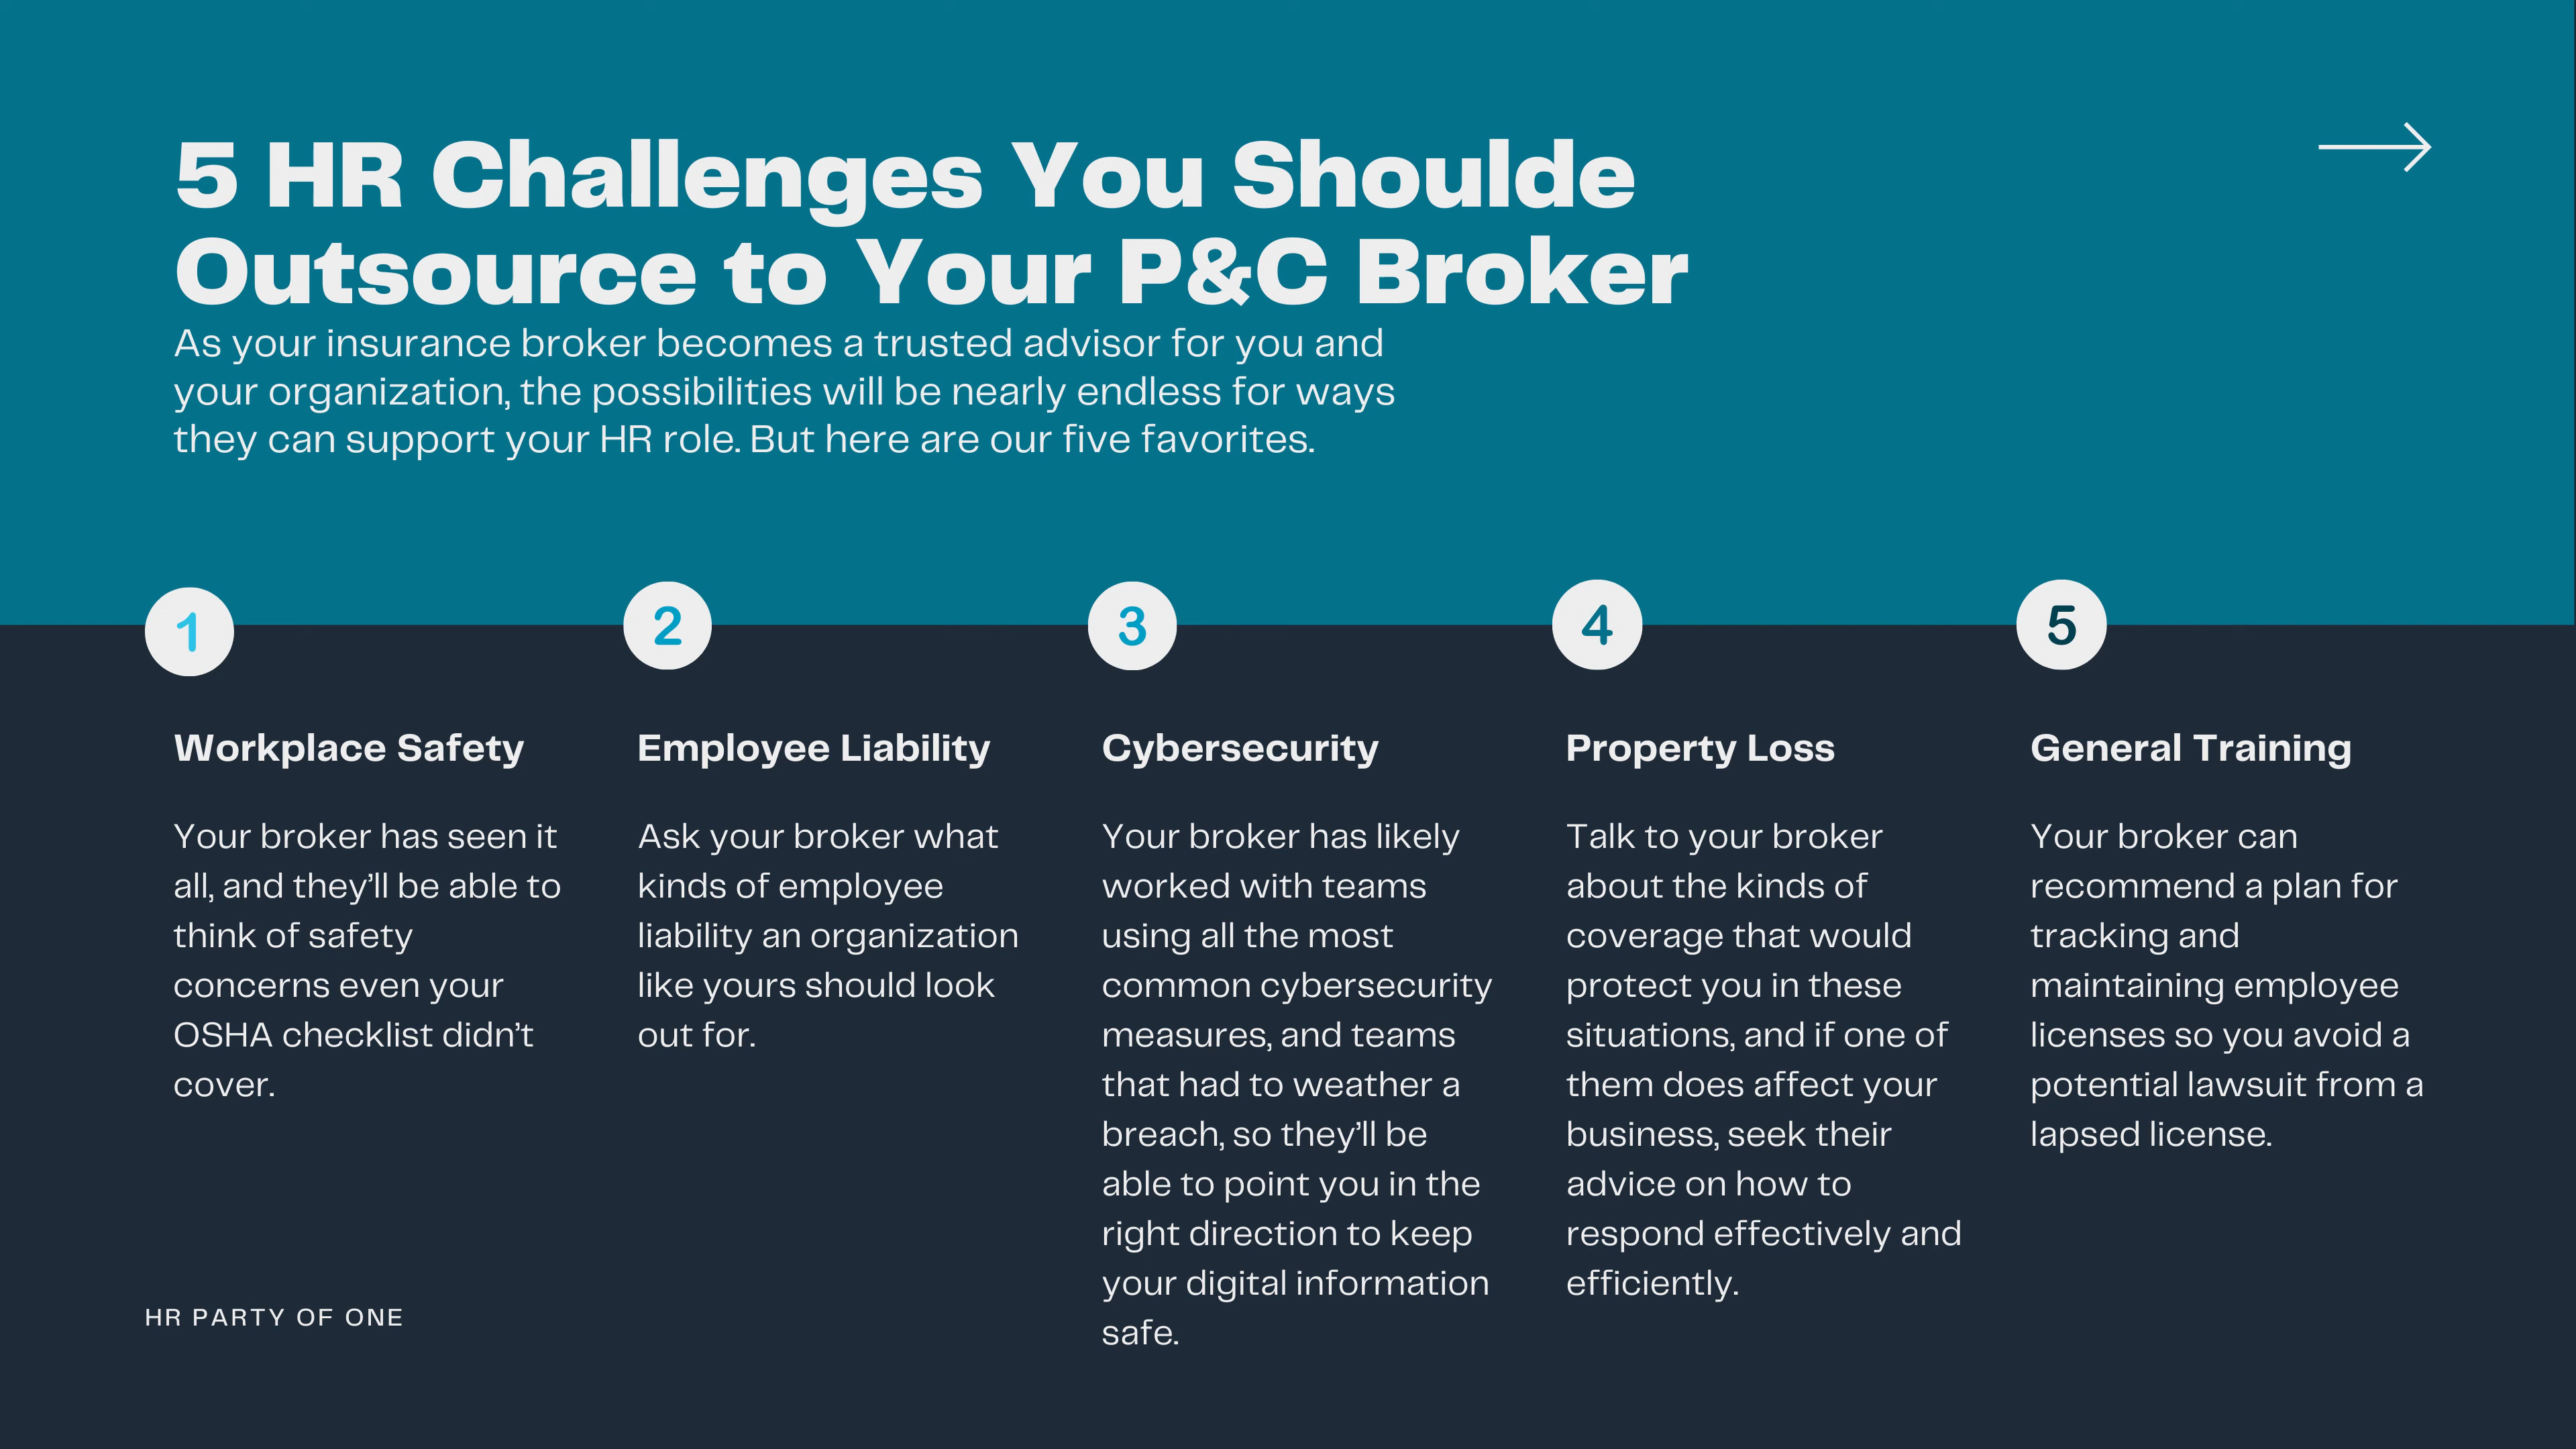 5 HR Challenges You Shoulde
Outsource to Your P&C Broker
As your insurance broker becomes a trusted advisor for you and
your organization, the possibilities will be nearly endless for ways
they can support your HR role. But here are our five favorites.
1
Workplace Safety
Your broker has seen it
all, and they’ll be able to
think of safety
concerns even your
OSHA checklist didn’t
cover.
2
Employee Liability
Ask your broker what
kinds of employee
liability an organization
like yours should look
out for.
3
Cybersecurity
Your broker has likely
worked with teams
using all the most
common cybersecurity
measures, and teams
that had to weather a
breach, so they’ll be
able to point you in the
right direction to keep
your digital information
safe.
4
Property Loss
Talk to your broker
about the kinds of
coverage that would
protect you in these
situations, and if one of
them does affect your
business, seek their
advice on how to
respond effectively and
efficiently.
5
General Training
Your broker can
recommend a plan for
tracking and
maintaining employee
licenses so you avoid a
potential lawsuit from a
lapsed license.
HR PARTY OF ONE